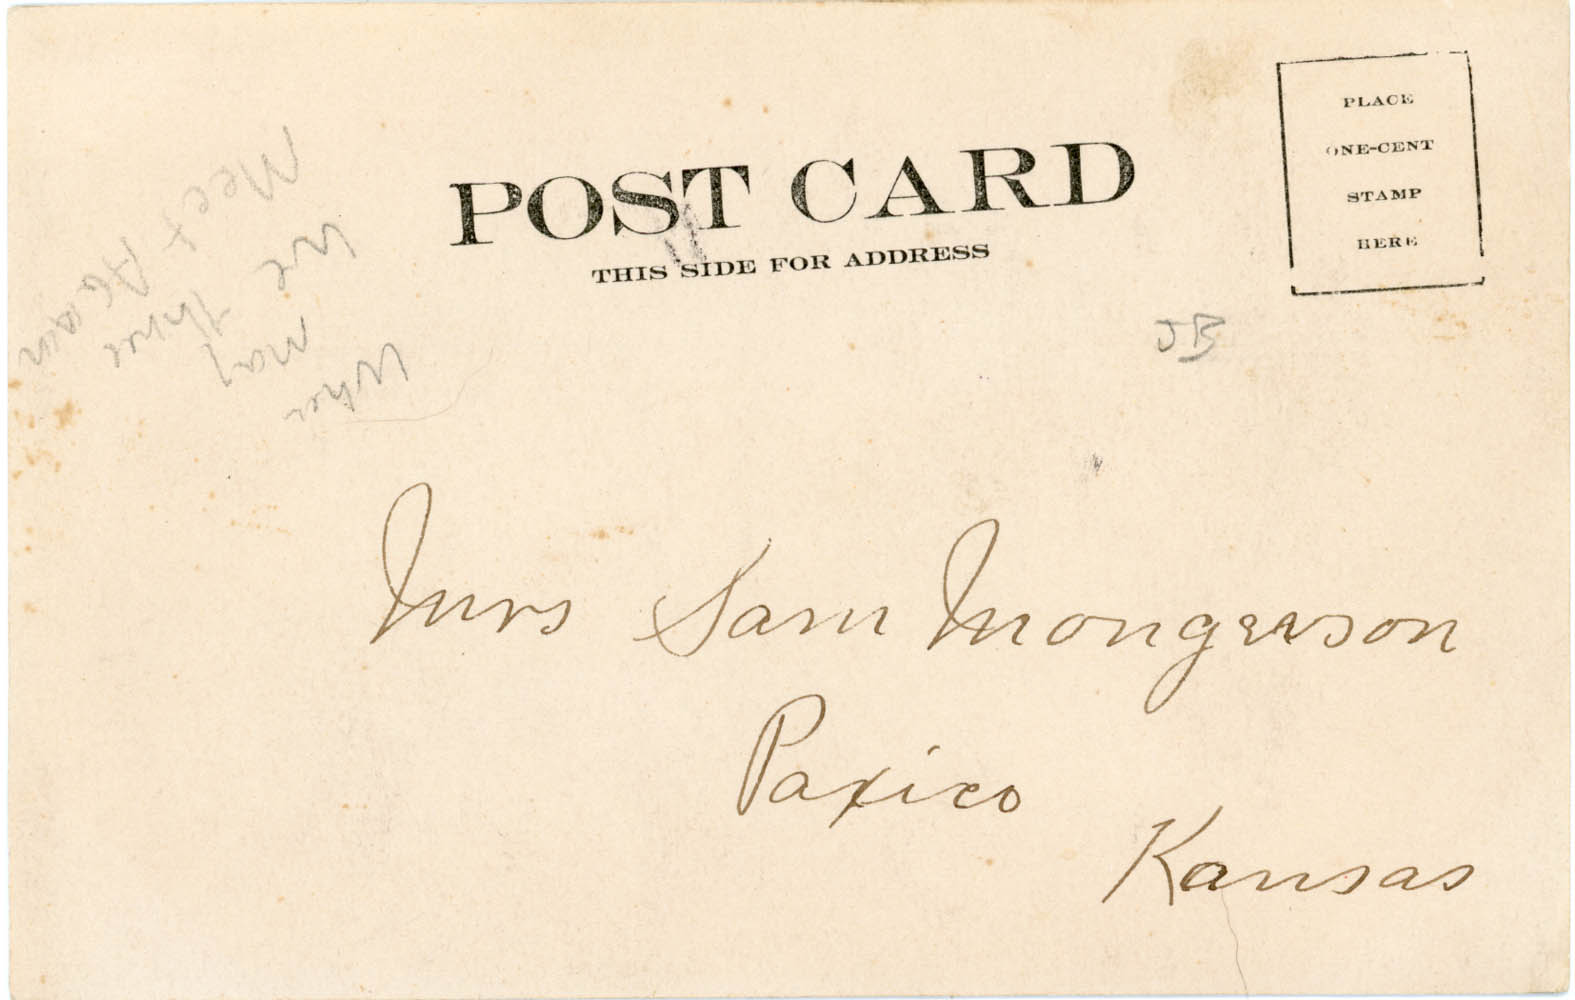 POST CARD
THIS SIDE FOR ADDRESS
PLACE
ONE-CENT
STAMP
HERE
When
May
We three
Meet Again
JB
Mrs Sam Mongerson
Paxico
Kansas